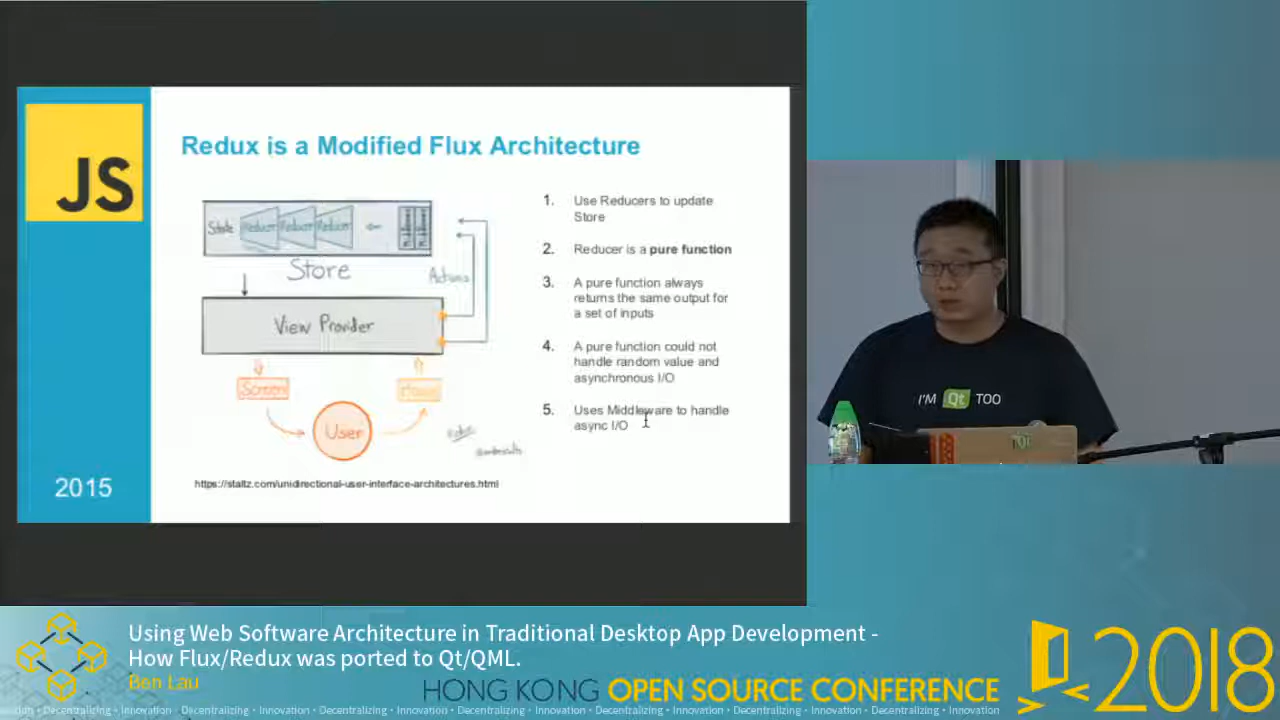 JS
2015
Redux is a Modified Flux Architecture
State Reducer Reducer Reducer
Store
Actions
View Provider
Screen
User
https://staltz.com/unidirectional-user-interface-architectures.html
1. Use Reducers to update
Store
2. Reducer is a pure function
3. A pure function always
returns the same output for
a set of inputs
4. A pure function could not
handle random value and
asynchronous I/O
5. Uses Middleware to handle
async I/O
I'M Qt TOO
Using Web Software Architecture in Traditional Desktop App Development -
How Flux/Redux was ported to Qt/QML.
Ben Lau
HONG KONG OPEN SOURCE CONFERENCE
2018
Decentralizing • Innovation • Decentralizing • Innovation • Decentralizing • Innovation • Decentralizing • Innovation • Decentralizing • Innovation • Decentralizing • Innovation • Decentralizing • Innovation • Decentralizing • Innovation